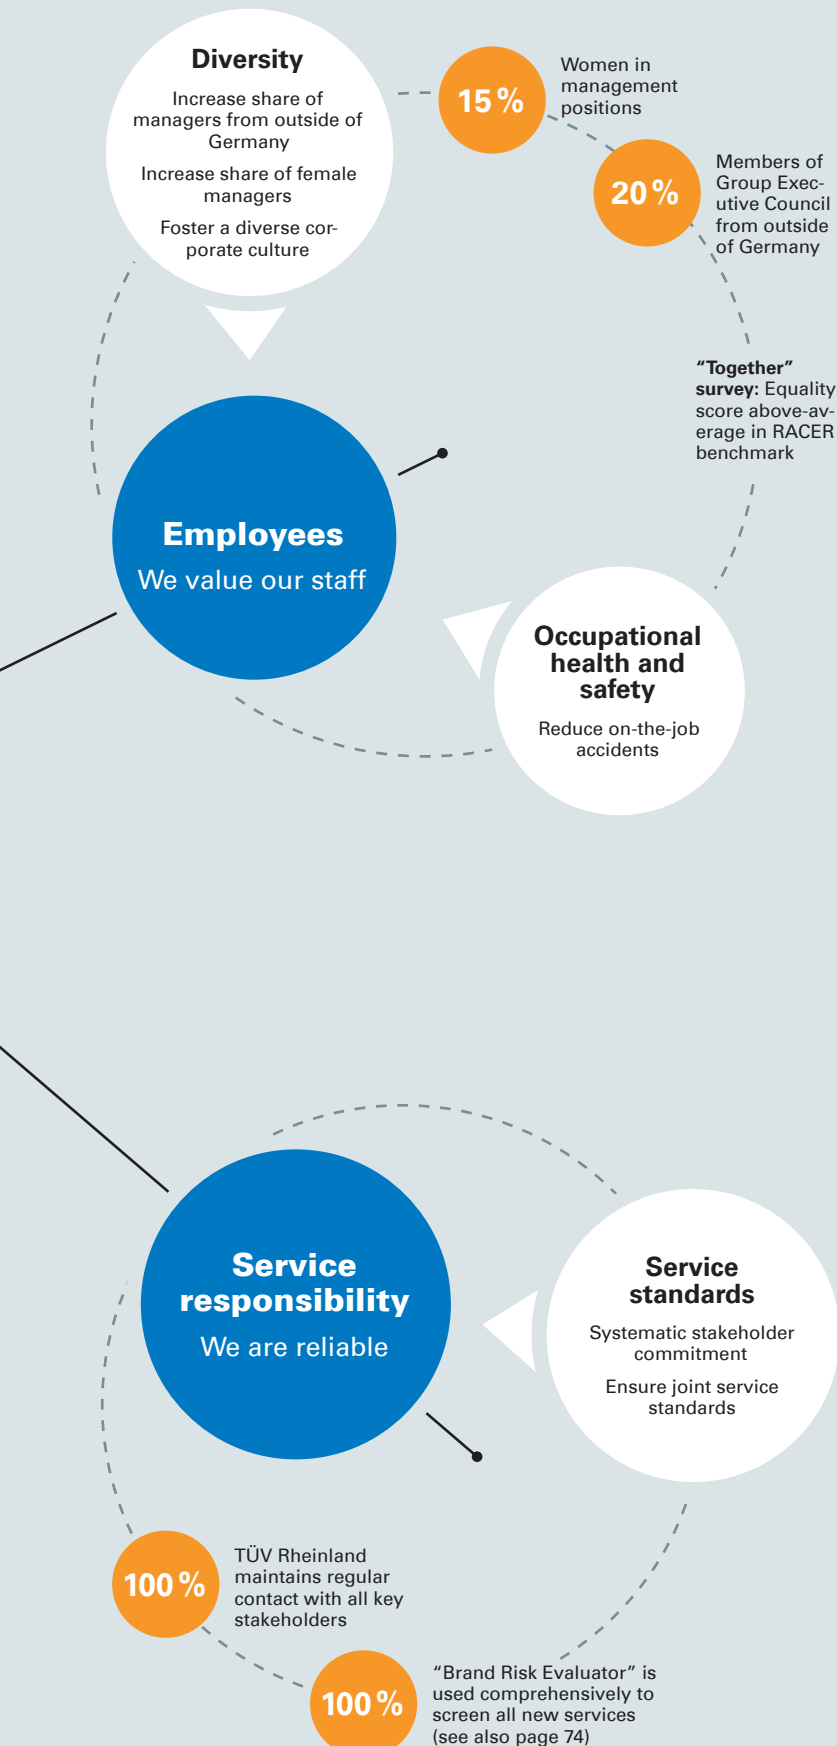 Diversity
Increase share of
managers from outside of
Germany
Increase share of female
managers
Foster a diverse cor-
porate culture
15 %
Women in
management
positions
20 %
Members of
Group Exec-
utive Council
from outside
of Germany
“Together”
survey: Equality
score above-av-
erage in RACER
benchmark
Employees
We value our staff
Occupational
health and
safety
Reduce on-the-job
accidents
Service
responsibility
We are reliable
Service
standards
Systematic stakeholder
commitment
Ensure joint service
standards
100 %
TÜV Rheinland
maintains regular
contact with all key
stakeholders
100 %
“Brand Risk Evaluator” is
used comprehensively to
screen all new services
(see also page 74)